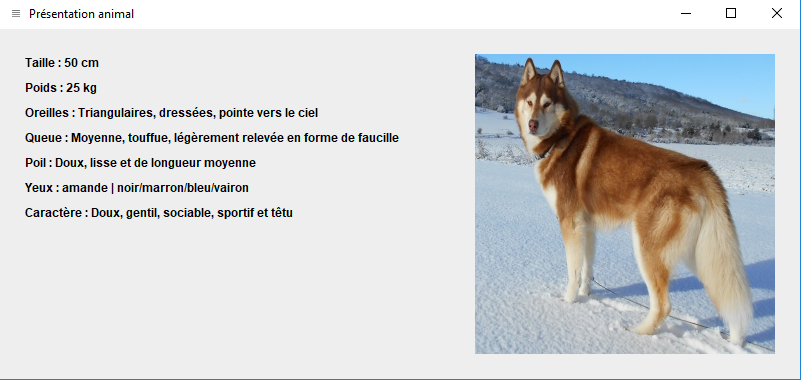 Présentation animal
Taille : 50 cm
Poids : 25 kg
Oreilles : Triangulaires, dressées, pointe vers le ciel
Queue : Moyenne, touffue, légèrement relevée en forme de faucille
Poil : Doux, lisse et de longueur moyenne
Yeux : amande | noir/marron/bleu/vairon
Caractère : Doux, gentil, sociable, sportif et têtu